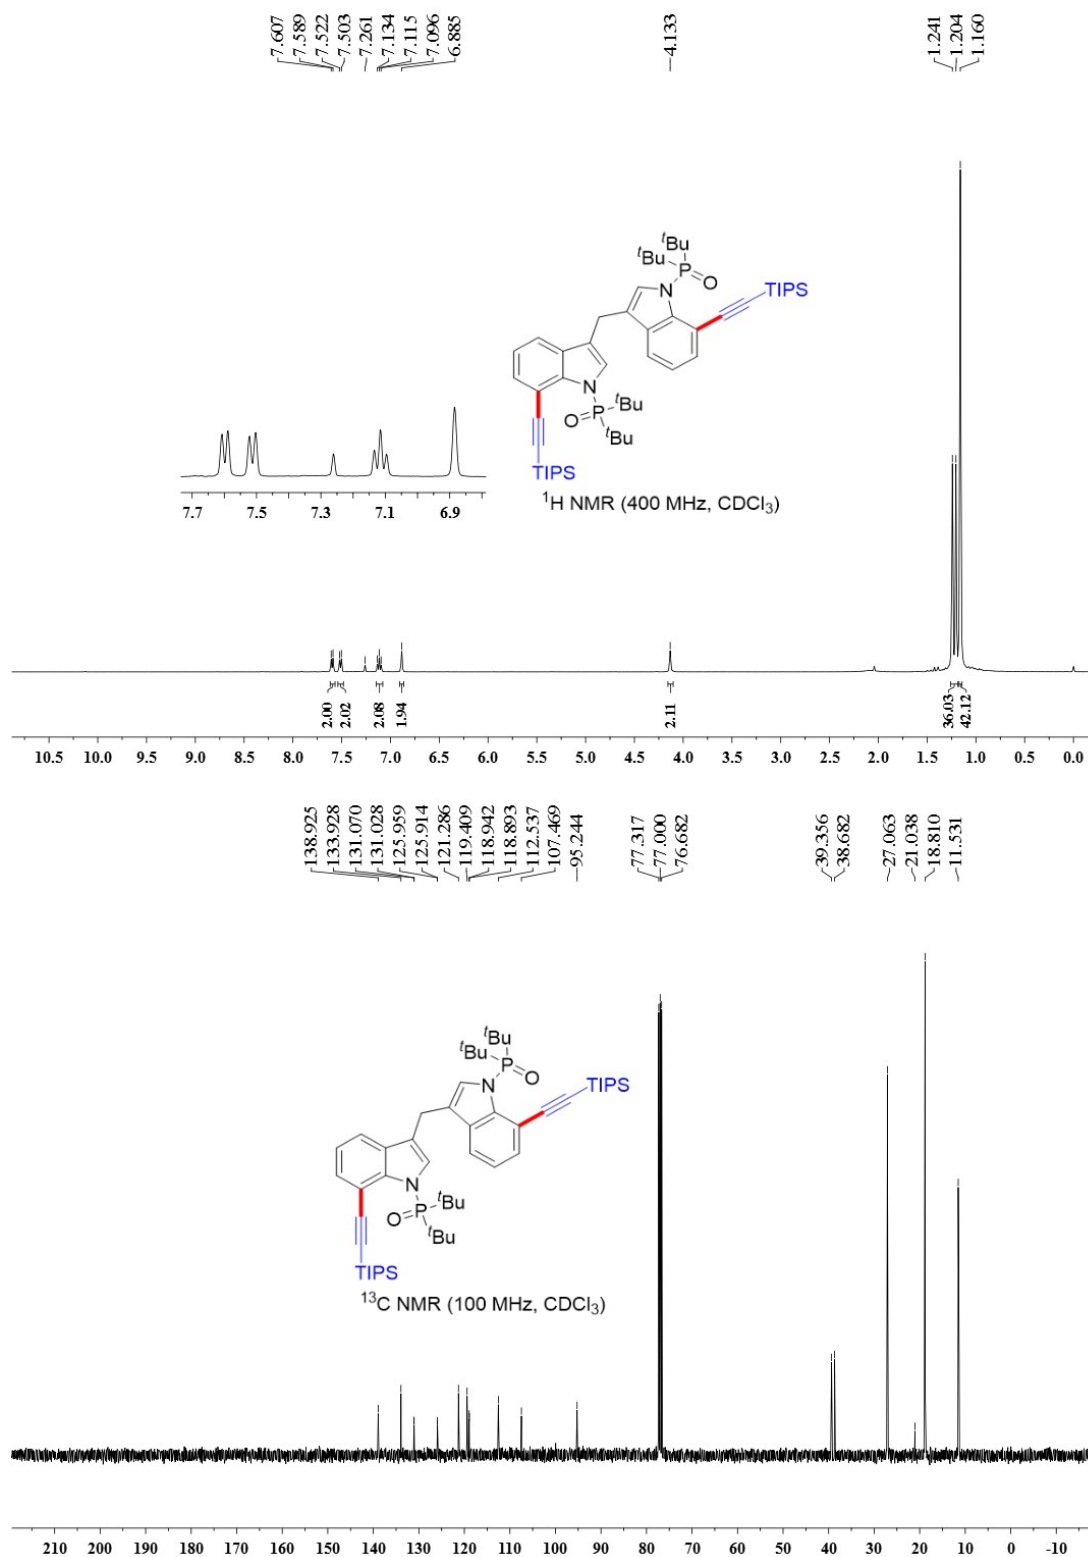 7.607
7.589
7.522
7.503
7.261
7.134
7.115
7.096
6.885
4.133
1.241
1.204
1.160
tBu
tBu
P
O
N
TIPS
N
O
P
tBu
tBu
TIPS
7.7 7.5 7.3 7.1 6.9
1H NMR (400 MHz, CDCl3)
2.00
2.02
2.08
1.94
2.11
36.03
42.12
10.5 10.0 9.5 9.0 8.5 8.0 7.5 7.0 6.5 6.0 5.5 5.0 4.5 4.0 3.5 3.0 2.5 2.0 1.5 1.0 0.5 0.0
138.925
133.928
131.070
131.028
125.959
125.914
121.286
119.409
118.942
118.893
112.537
107.469
95.244
77.317
77.000
76.682
39.356
38.682
27.063
21.038
18.810
11.531
tBu
tBu
P
O
N
TIPS
N
O
P
tBu
tBu
TIPS
13C NMR (100 MHz, CDCl3)
210 200 190 180 170 160 150 140 130 120 110 100 90 80 70 60 50 40 30 20 10 0 -10